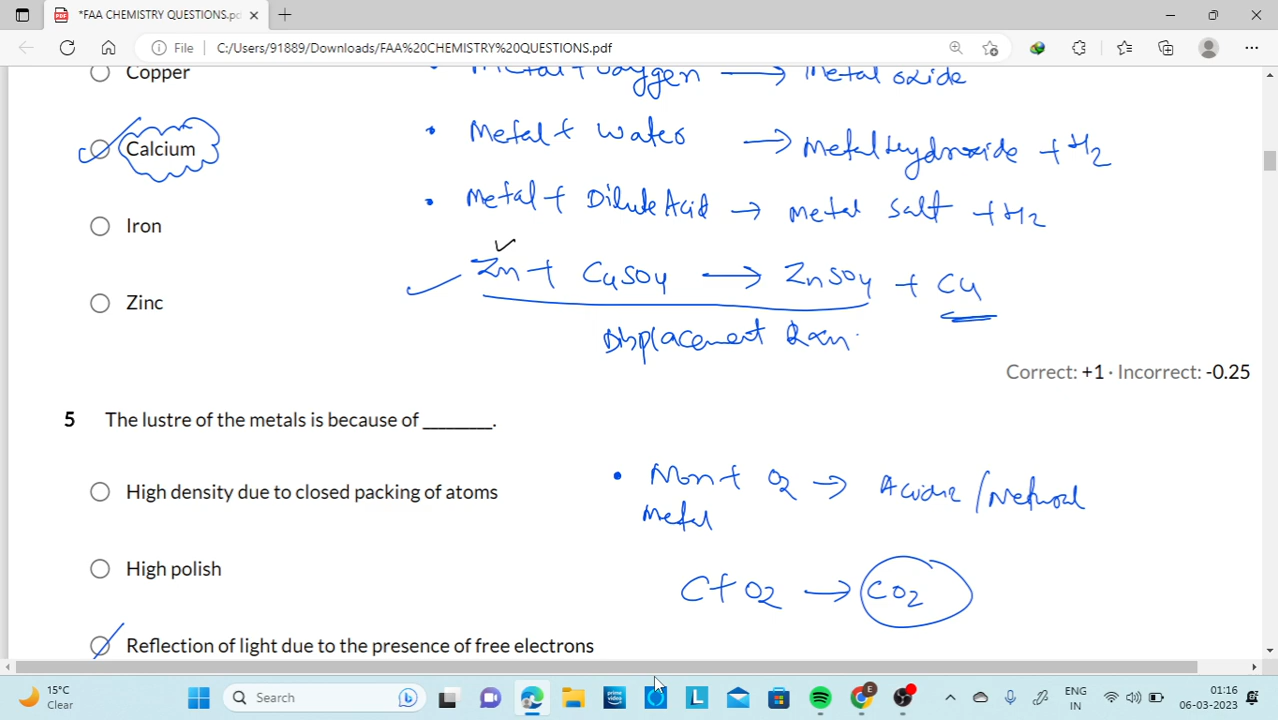 *FAA CHEMISTRY QUESTIONS.pdf
File C:/Users/91889/Downloads/FAA%20CHEMISTRY%20QUESTIONS.pdf
Copper
Metal + Oxygen → Metal oxide
• Metal + Water → Metal Hydroxide + H2
Calcium
• Metal + Dilute Acid → Metal Salt + H2
Iron
Zn + CuSO4 → ZnSO4 + Cu
Zinc
Displacement Rxn.
Correct: +1 · Incorrect: -0.25
5 The lustre of the metals is because of ________.
• Non + O2 → Acidic / Netural
Metal
High density due to closed packing of atoms
High polish
C + O2 → CO2
Reflection of light due to the presence of free electrons
15°C
Clear
Search
prime video
L
ENG
IN
01:16
06-03-2023